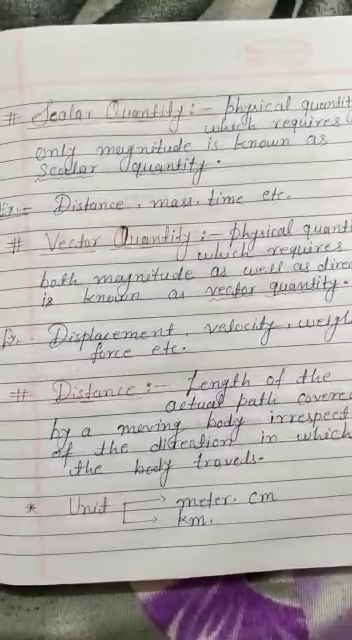 # Scalar Quantity :- physical quantit
which requires
only magnitude is known as
scalar quantity.
Ex.- Distance, mass, time etc.
# Vector Quantity :- physical quanti
which requires
both magnitude as well as direc
is known as vector quantity.
Ex.- Displacement, velocity, weigh
force etc.
# Distance :- Length of the
actual path covere
by a moving body irrespect
of the direation in which
the body travels.
* Unit → meter. cm
→ km.